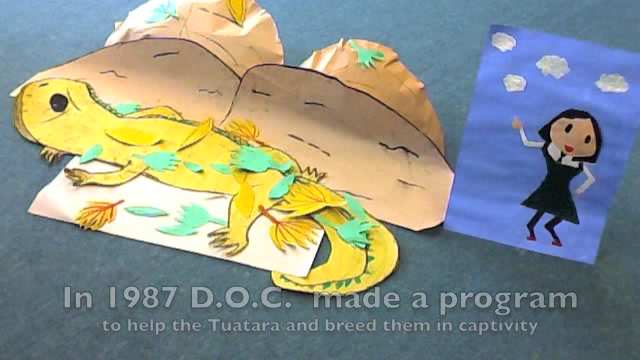 In 1987 D.O.C. made a program
to help the Tuatara and breed them in captivity